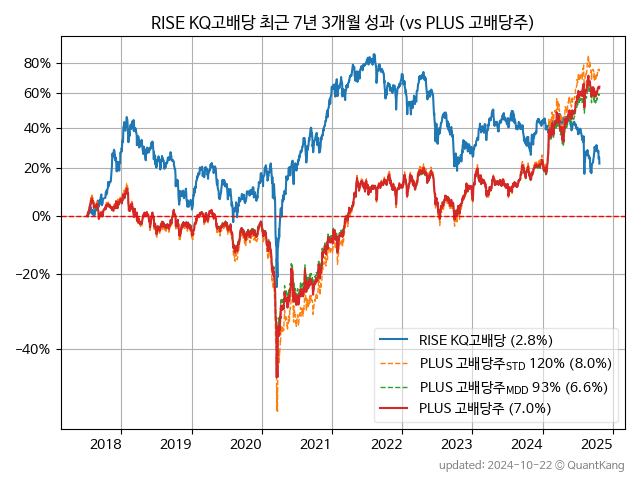 RISE KQ고배당 최근 7년 3개월 성과 (vs PLUS 고배당주)
80%
60%
40%
20%
0%
−20%
−40%
RISE KQ고배당 (2.8%)
PLUS 고배당주STD 120% (8.0%)
PLUS 고배당주MDD 93% (6.6%)
PLUS 고배당주 (7.0%)
2018 2019 2020 2021 2022 2023 2024 2025
updated: 2024-10-22 © QuantKang